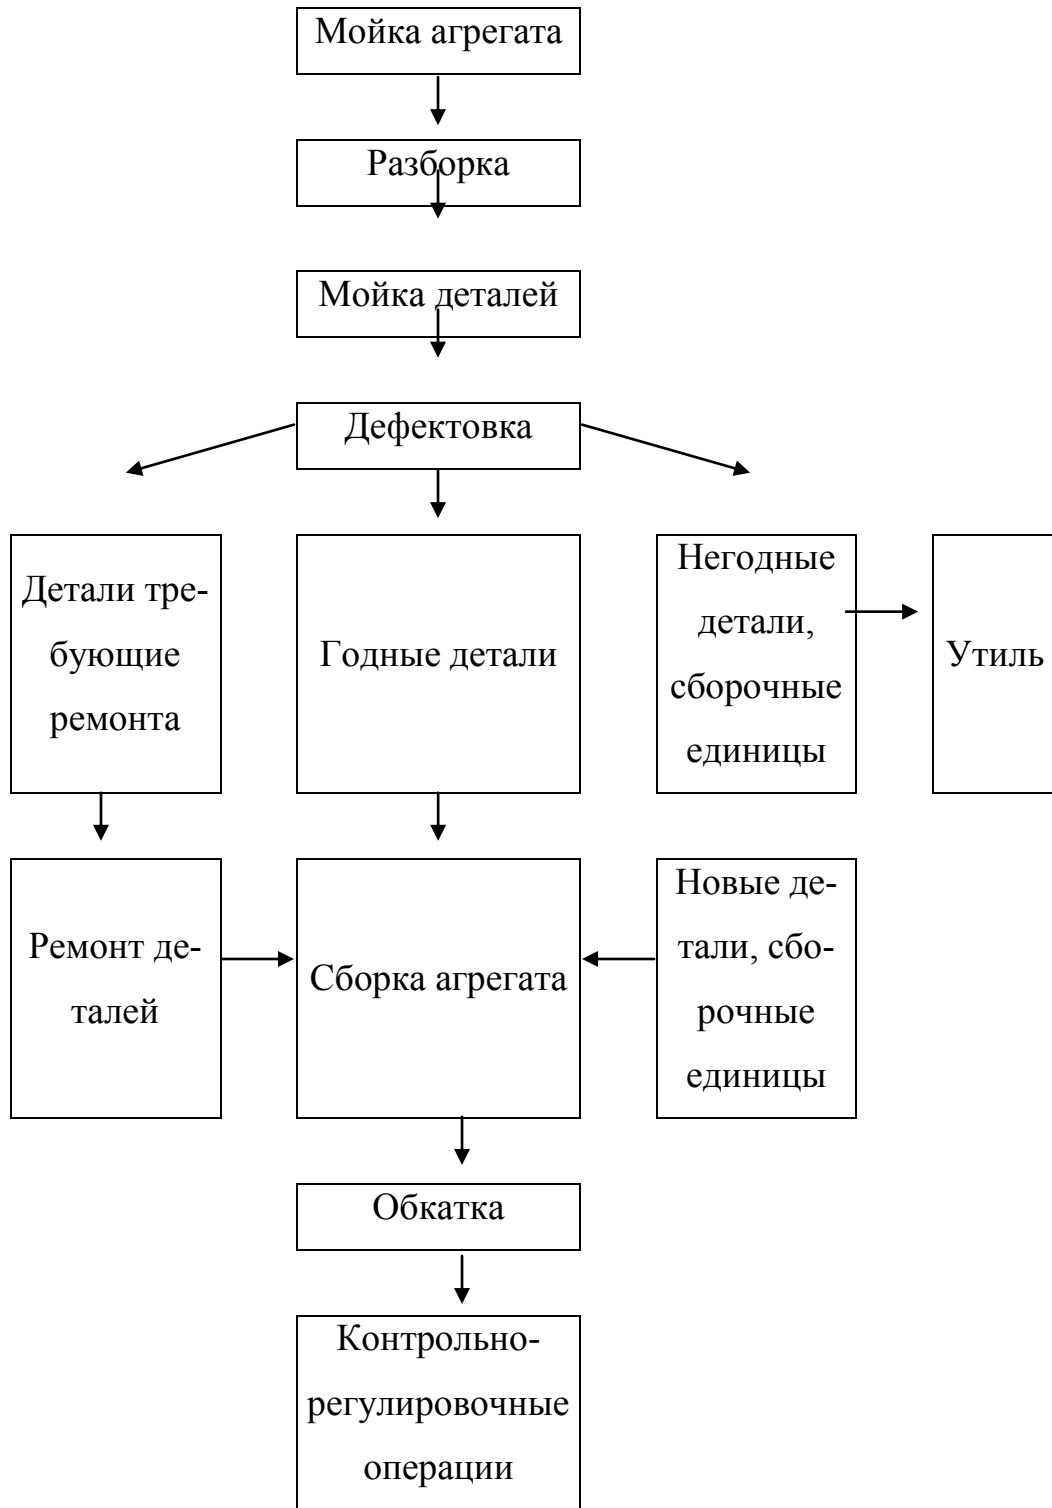 Мойка агрегата
Разборка
Мойка деталей
Дефектовка
Детали тре-
бующие
ремонта
Годные детали
Негодные
детали,
сборочные
единицы
Утиль
Ремонт де-
талей
Сборка агрегата
Новые де-
тали, сбо-
рочные
единицы
Обкатка
Контрольно-
регулировочные
операции